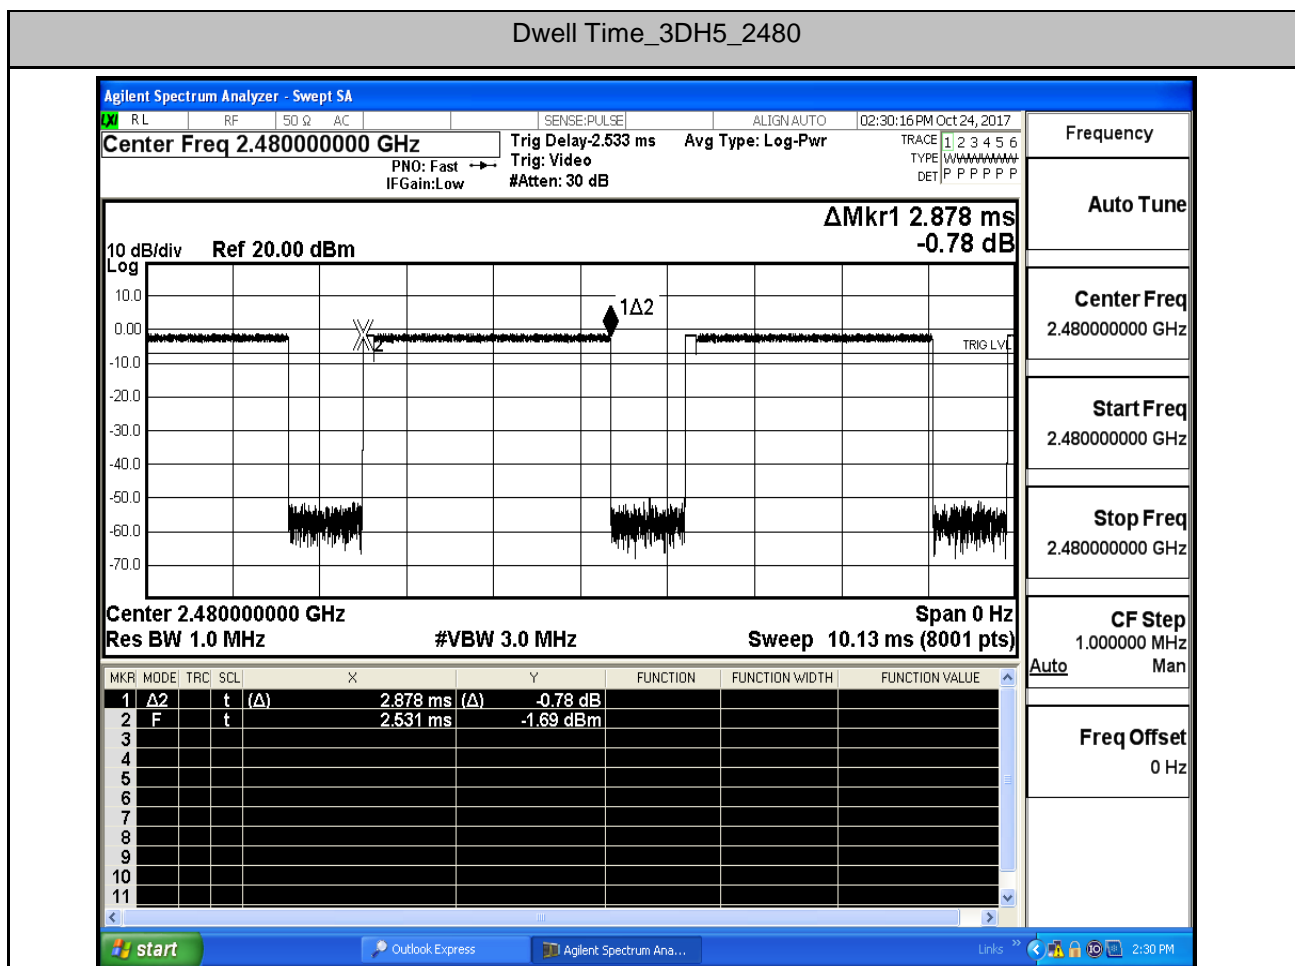 Dwell Time_3DH5_2480
Agilent Spectrum Analyzer - Swept SA
LXI RL RF 50 Ω AC SENSE:PULSE ALIGN AUTO 02:30:16 PM Oct 24, 2017
Center Freq 2.480000000 GHz
PNO: Fast
IFGain:Low
Trig Delay-2.533 ms
Trig: Video
#Atten: 30 dB
Avg Type: Log-Pwr
TRACE 1 2 3 4 5 6
TYPE WWWWWW
DET P P P P P P
ΔMkr1 2.878 ms
-0.78 dB
10 dB/div Ref 20.00 dBm
Log
10.0
0.00
-10.0
-20.0
-30.0
-40.0
-50.0
-60.0
-70.0
1Δ2
2
TRIG LVL
Center 2.480000000 GHz Span 0 Hz
Res BW 1.0 MHz #VBW 3.0 MHz Sweep 10.13 ms (8001 pts)
MKR MODE TRC SCL X Y FUNCTION FUNCTION WIDTH FUNCTION VALUE
1 Δ2 t (Δ) 2.878 ms (Δ) -0.78 dB
2 F t 2.531 ms -1.69 dBm
3
4
5
6
7
8
9
10
11
Frequency
Auto Tune
Center Freq
2.480000000 GHz
Start Freq
2.480000000 GHz
Stop Freq
2.480000000 GHz
CF Step
1.000000 MHz
Auto Man
Freq Offset
0 Hz
start Outlook Express Agilent Spectrum Ana... Links » 2:30 PM